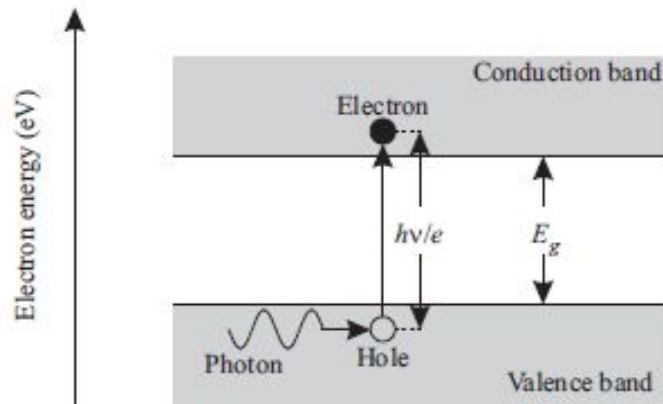 Electron energy (eV)
Conduction band
Electron
hν/e
E_g
Photon
Hole
Valence band